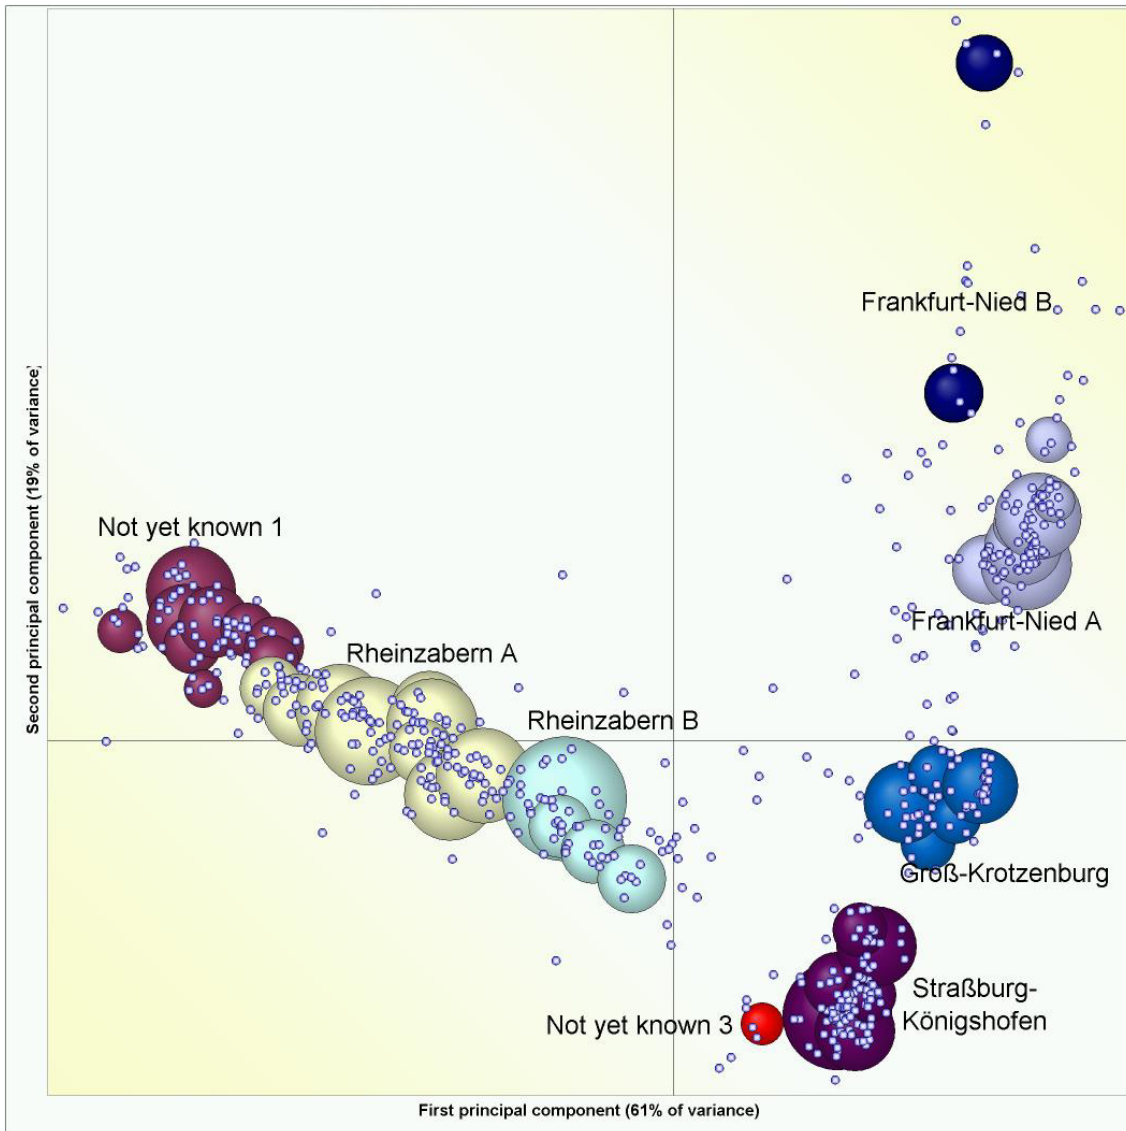 Frankfurt-Nied B
Second principal component (19% of variance)
Not yet known 1
Frankfurt-Nied A
Rheinzabern A
Rheinzabern B
Groß-Krotzenburg
Straßburg-
Königshofen
Not yet known 3
First principal component (61% of variance)